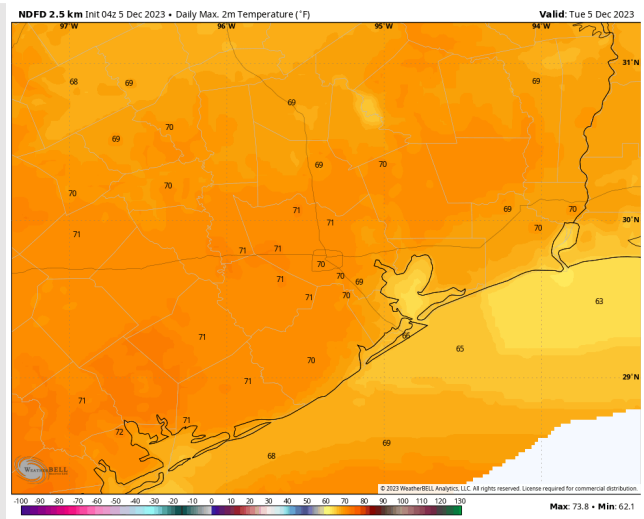 NDFD 2.5 km Init 04z 5 Dec 2023 • Daily Max. 2m Temperature (°F)
Valid: Tue 5 Dec 2023
97°W 96°W 95°W 94°W
31°N
68 69 69
69
70
69
69 70
70 70
71 69 70
30°N
71 71 70
71 71
70
71 70 69
71 70
63
66
71 65
70
29°N
71
71
71
72
69
68
WEATHERBELL
© 2023 WeatherBELL Analytics, LLC. All rights reserved. License required for commercial distribution.
-100 -90 -80 -70 -60 -50 -40 -30 -20 -10 0 10 20 30 40 50 60 70 80 90 100 110 120 130
Max: 73.8 • Min: 62.1